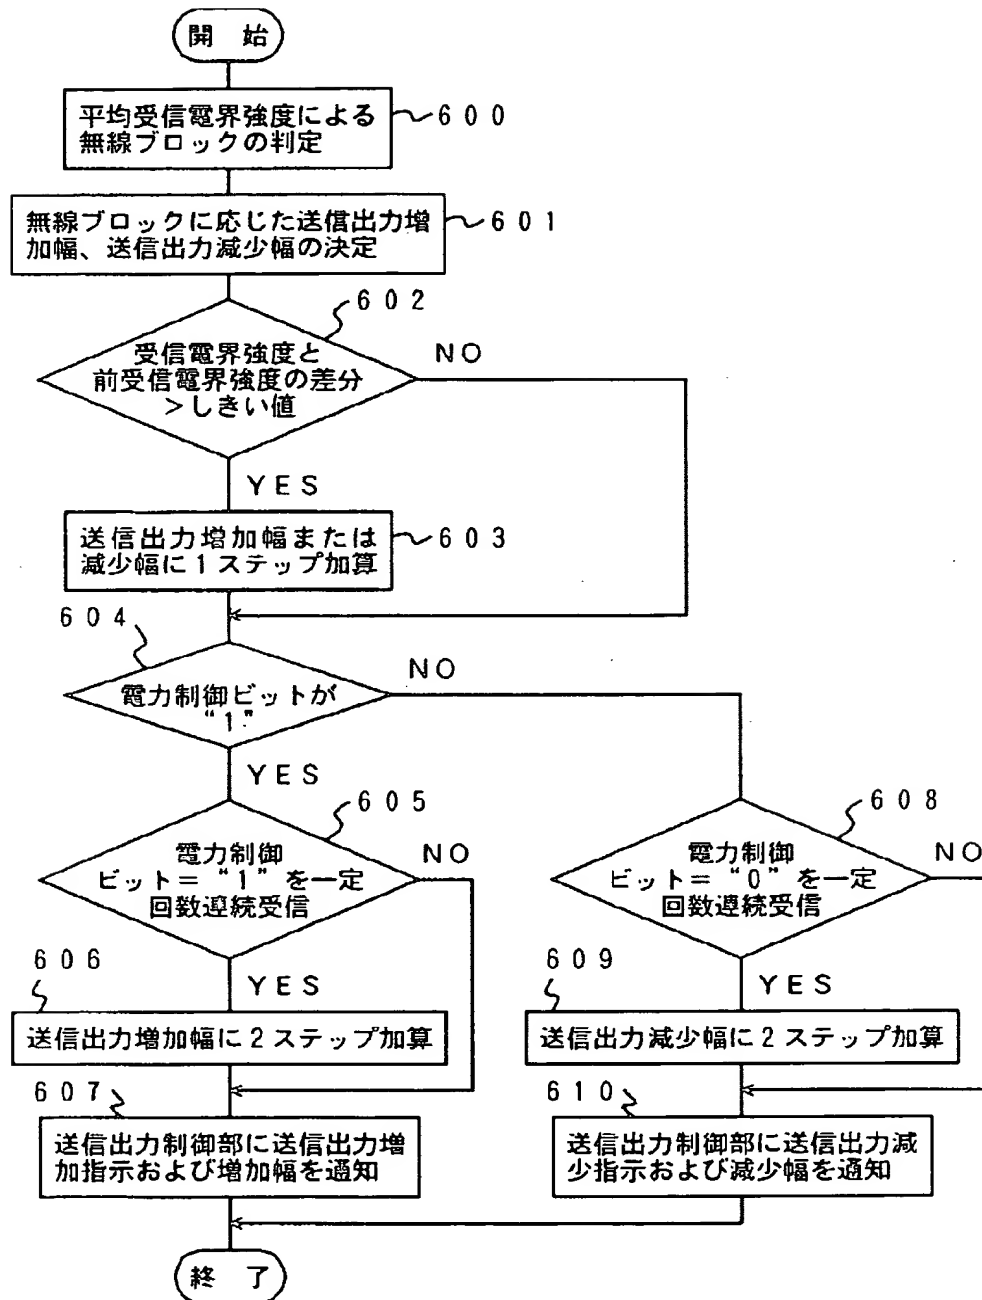 開 始
平均受信電界強度による
無線ブロックの判定
600
無線ブロックに応じた送信出力増
加幅、送信出力減少幅の決定
601
602
受信電界強度と
前受信電界強度の差分
>しきい値
NO
YES
送信出力増加幅または
減少幅に1ステップ加算
603
604
電力制御ビットが
“1”
NO
YES
605
電力制御
ビット=“1”を一定
回数連続受信
NO
608
電力制御
ビット=“0”を一定
回数連続受信
NO
606
YES
送信出力増加幅に2ステップ加算
609
YES
送信出力減少幅に2ステップ加算
607
送信出力制御部に送信出力増
加指示および増加幅を通知
610
送信出力制御部に送信出力減
少指示および減少幅を通知
終 了